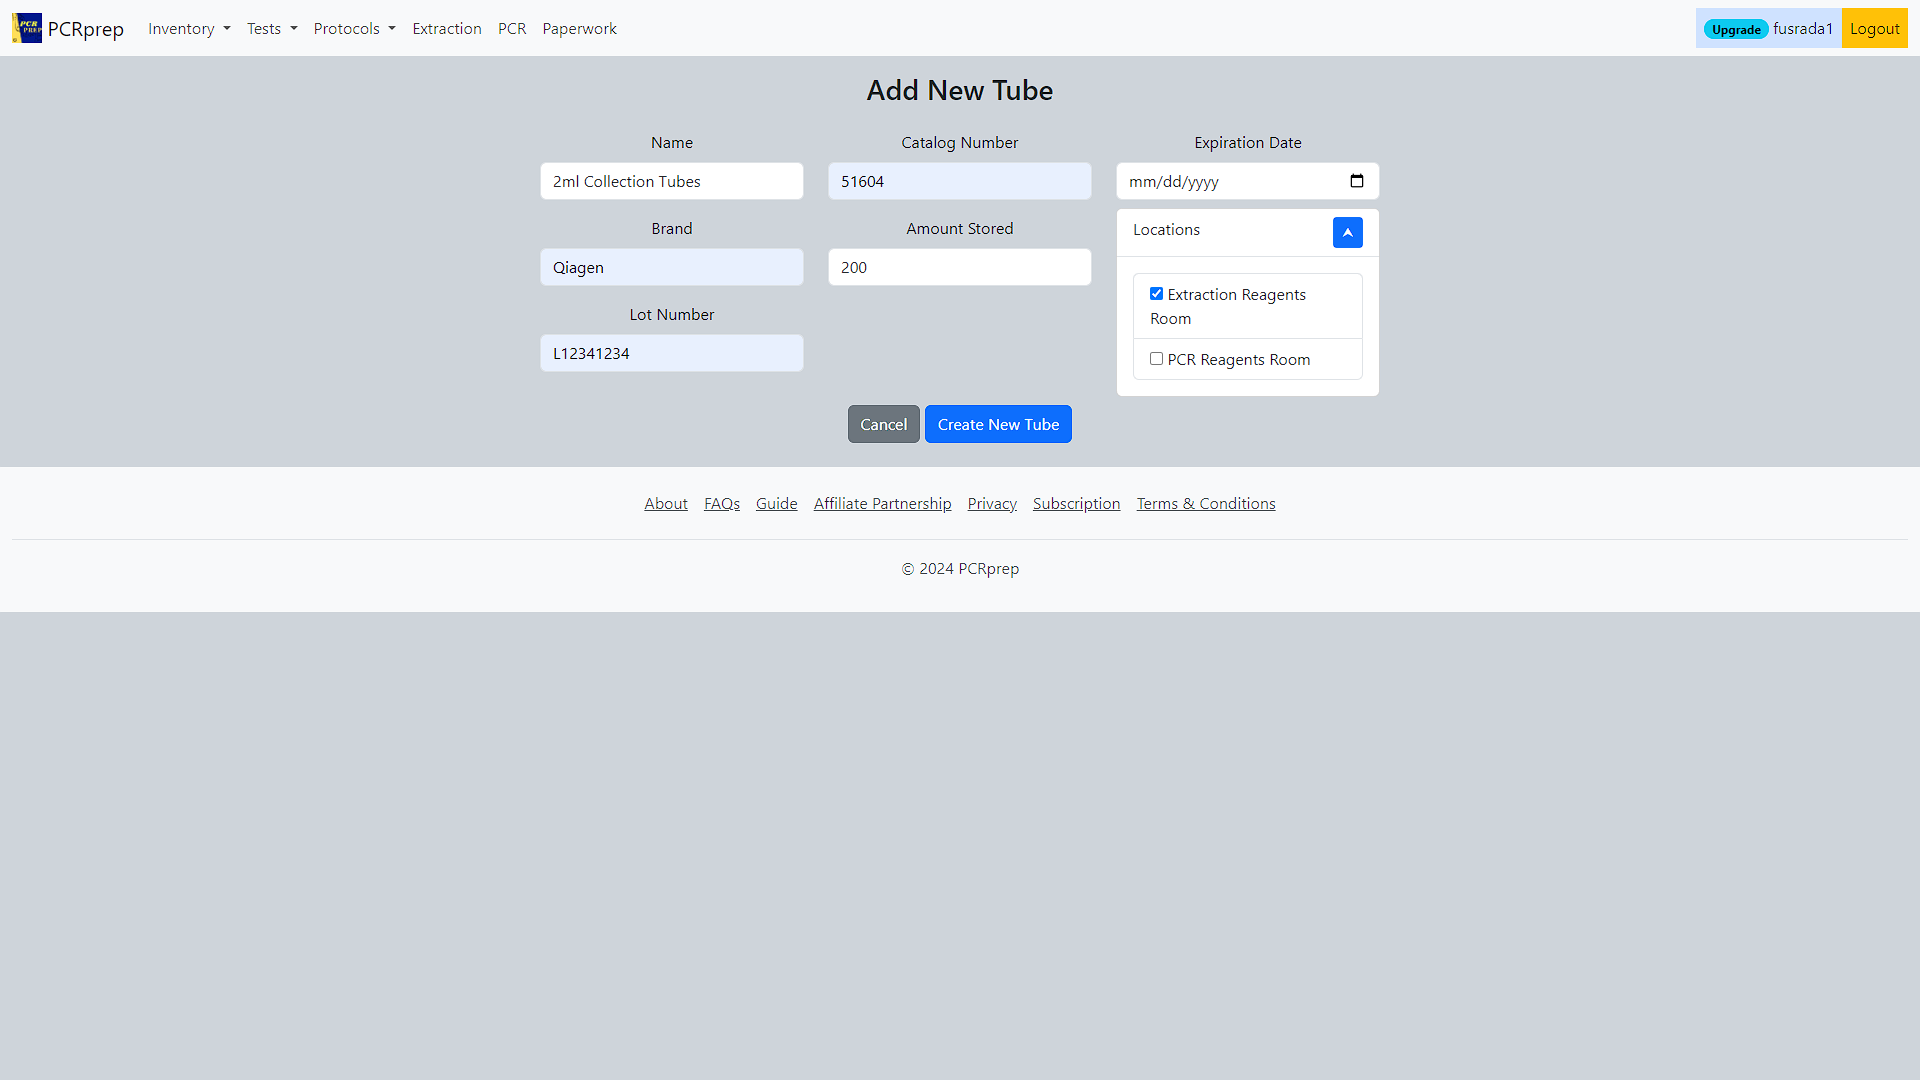 PCR PREP PCRprep Inventory Tests Protocols Extraction PCR Paperwork Upgrade fusrada1 Logout
Add New Tube
Name Catalog Number Expiration Date
2ml Collection Tubes 51604 mm/dd/yyyy
Brand Amount Stored Locations
Qiagen 200
Extraction Reagents
Room
Lot Number
L12341234
PCR Reagents Room
Cancel Create New Tube
About FAQs Guide Affiliate Partnership Privacy Subscription Terms & Conditions
© 2024 PCRprep